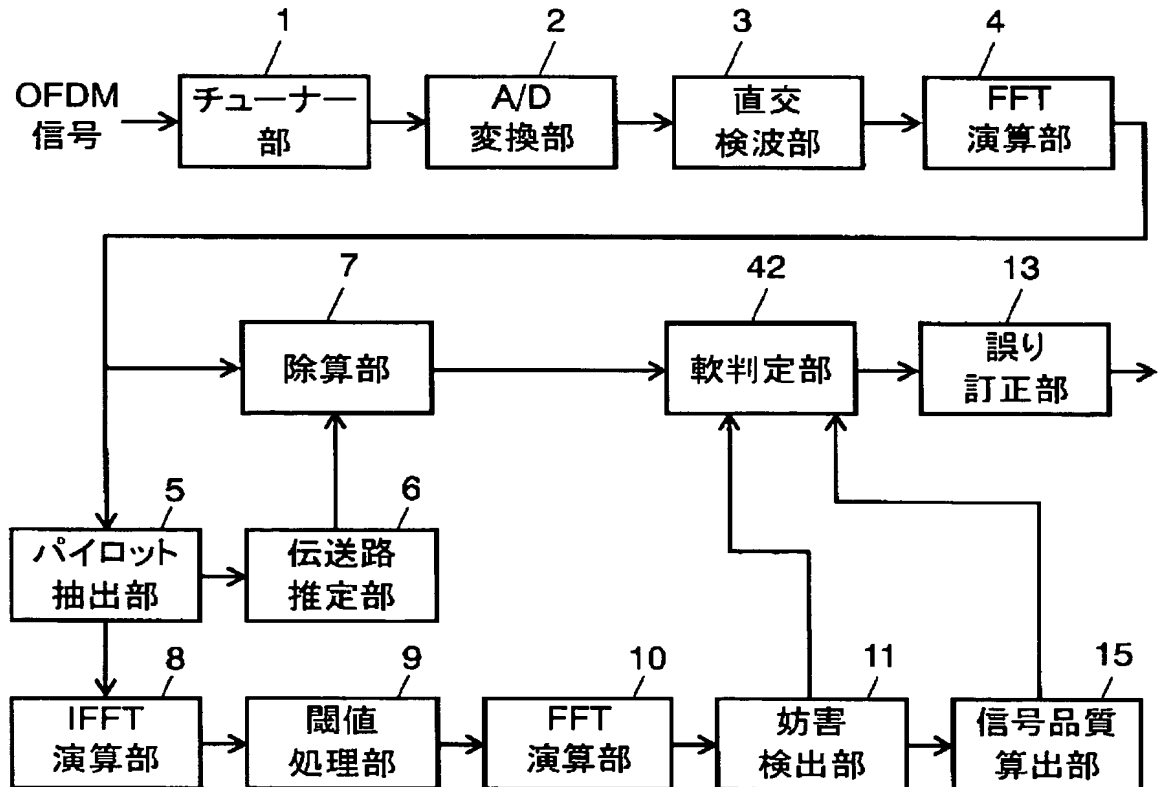 1
2
3
4
OFDM
信号
チューナー
部
A/D
変換部
直交
検波部
FFT
演算部
7
42
13
除算部
軟判定部
誤り
訂正部
5
6
パイロット
抽出部
伝送路
推定部
8
9
10
11
15
IFFT
演算部
閾値
処理部
FFT
演算部
妨害
検出部
信号品質
算出部